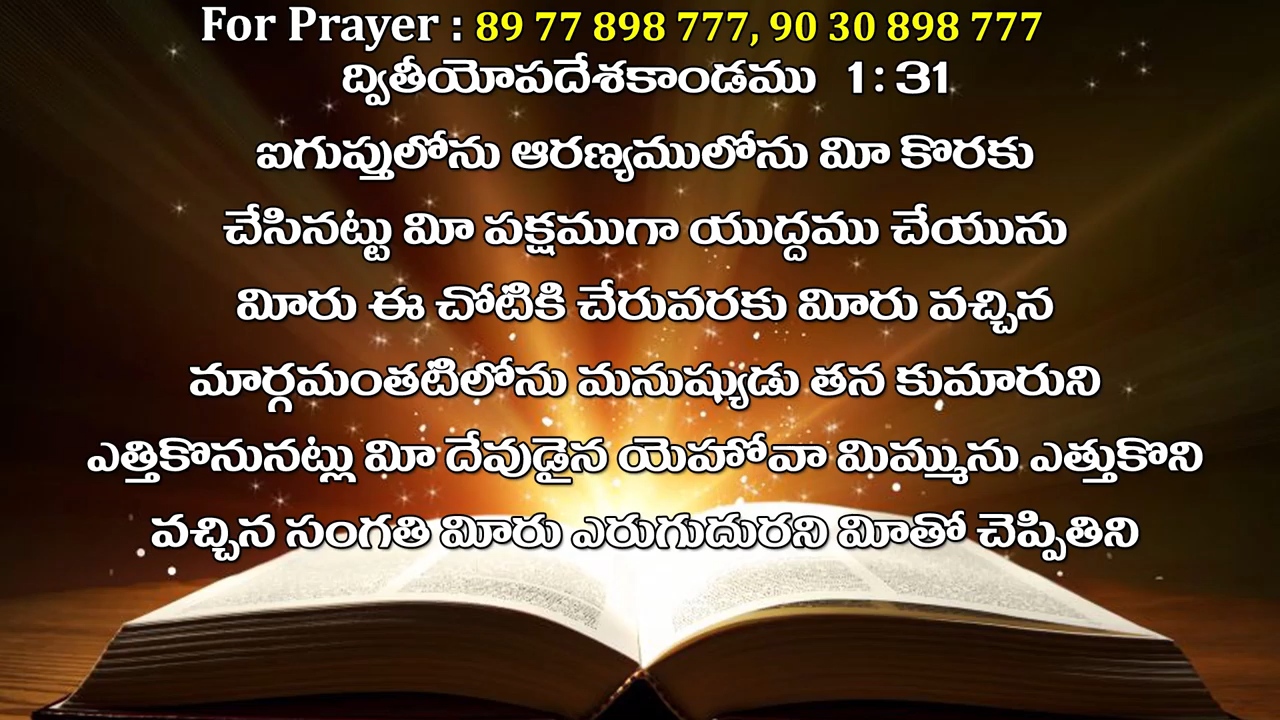 For Prayer : 89 77 898 777, 90 30 898 777
ద్వితీయోపదేశకాండము 1:31
ఐగుప్తులోను ఆరణ్యములోను మీ కొరకు
చేసినట్టు మీ పక్షముగా యుద్దము చేయును
మీరు ఈ చోటికి చేరువరకు మీరు వచ్చిన
మార్గమంతటిలోను మనుష్యుడు తన కుమారుని
ఎత్తికొనునట్లు మీ దేవుడైన యెహోవా మిమ్మును ఎత్తుకొని
వచ్చిన సంగతి మీరు ఎరుగుదురని మీతో చెప్పితిని